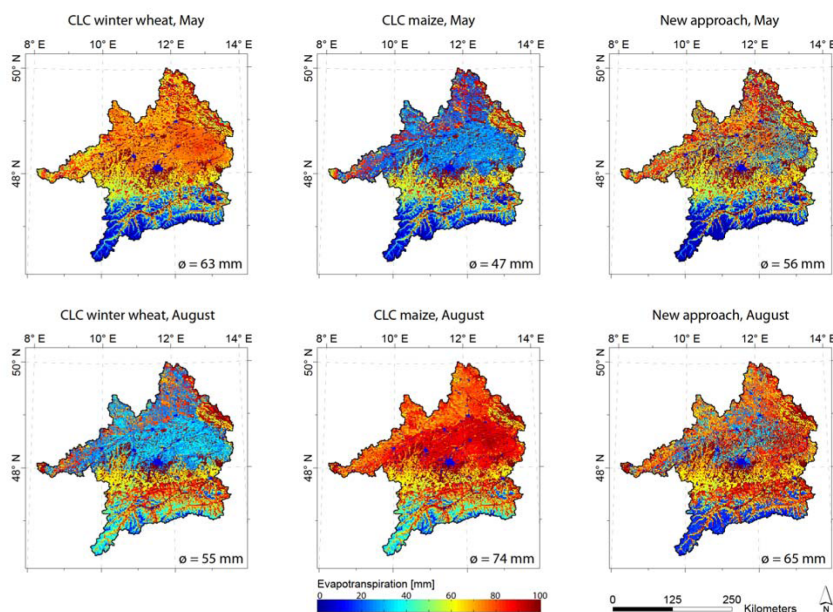 CLC winter wheat, May
CLC maize, May
New approach, May
8° E 10° E 12° E 14° E
8° E 10° E 12° E 14° E
8° E 10° E 12° E 14° E
50° N
48° N
ø = 63 mm
50° N
48° N
ø = 47 mm
50° N
48° N
ø = 56 mm
CLC winter wheat, August
CLC maize, August
New approach, August
8° E 10° E 12° E 14° E
8° E 10° E 12° E 14° E
8° E 10° E 12° E 14° E
50° N
48° N
ø = 55 mm
50° N
48° N
ø = 74 mm
50° N
48° N
ø = 65 mm
Evapotranspiration [mm]
0 20 40 60 80 100
0 125 250
Kilometers
N